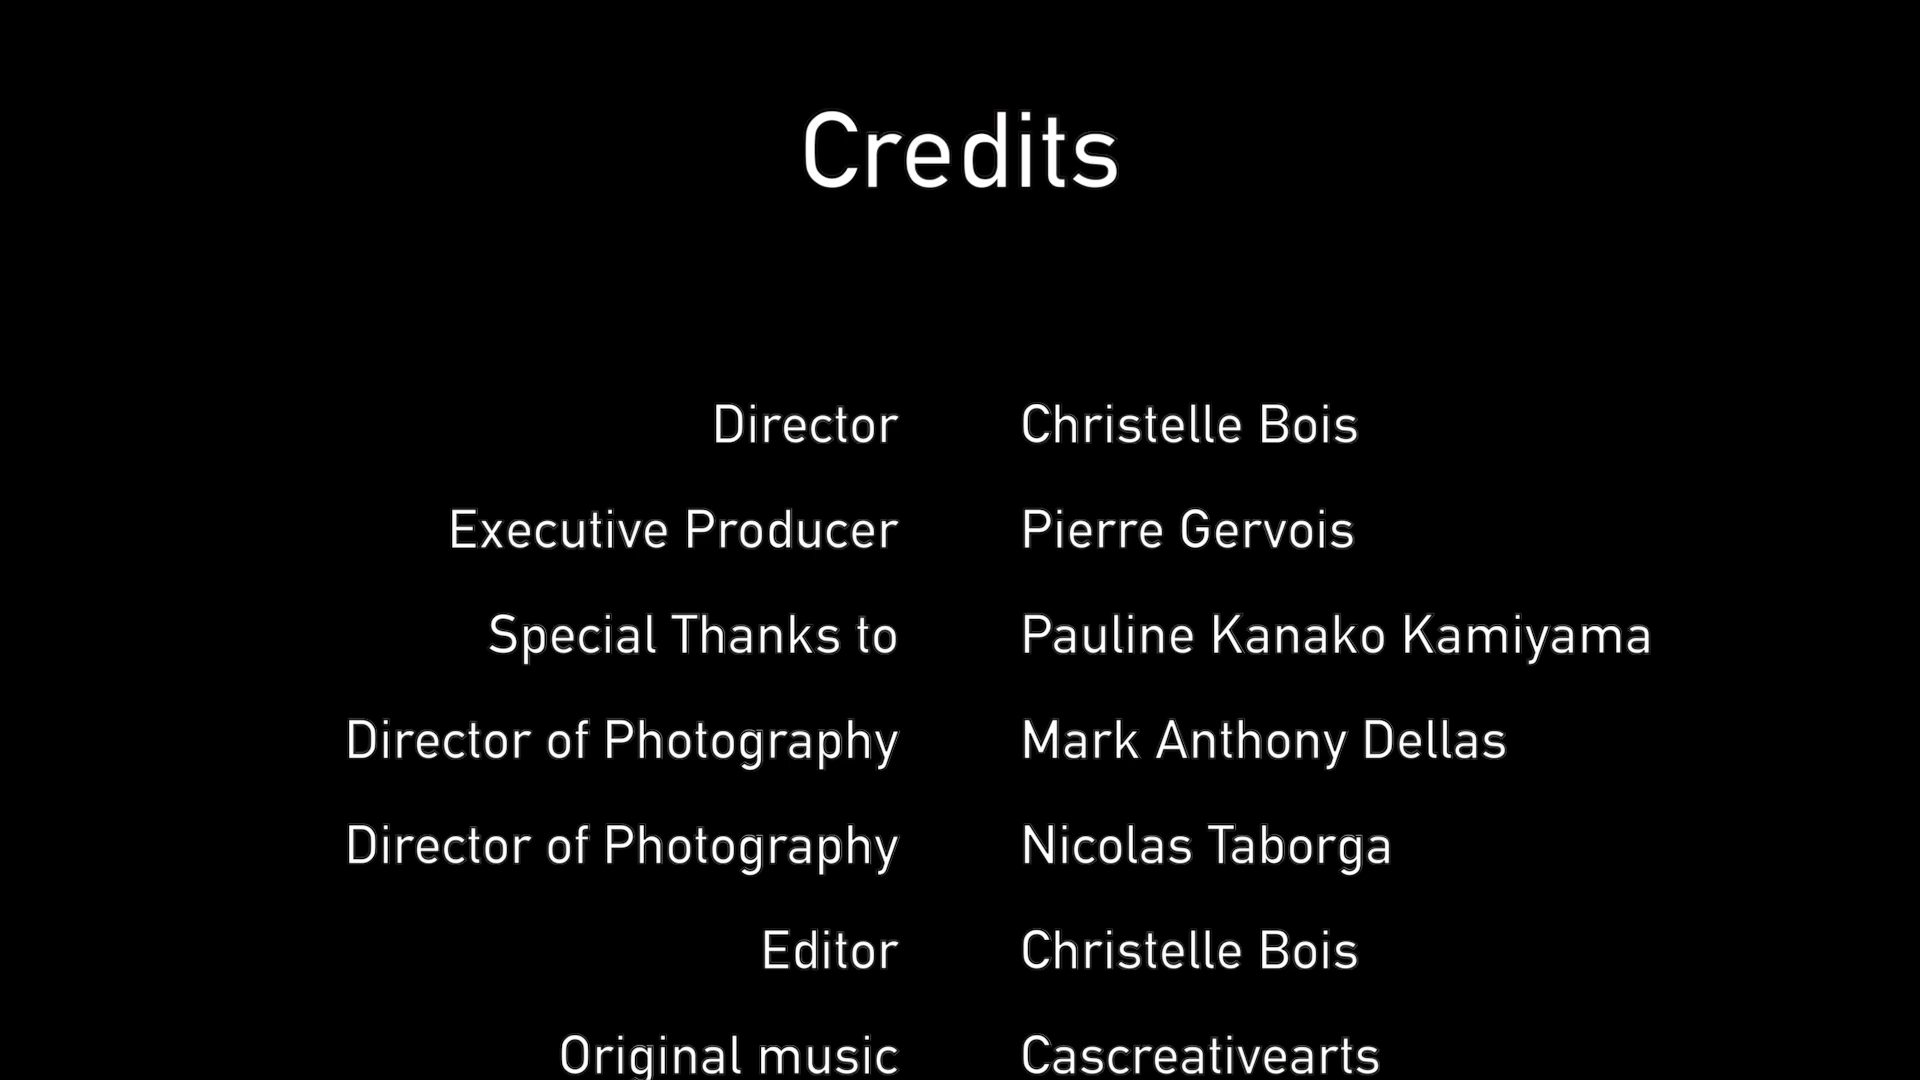 Credits
Director Christelle Bois
Executive Producer Pierre Gervois
Special Thanks to Pauline Kanako Kamiyama
Director of Photography Mark Anthony Dellas
Director of Photography Nicolas Taborga
Editor Christelle Bois
Original music Cascreativearts